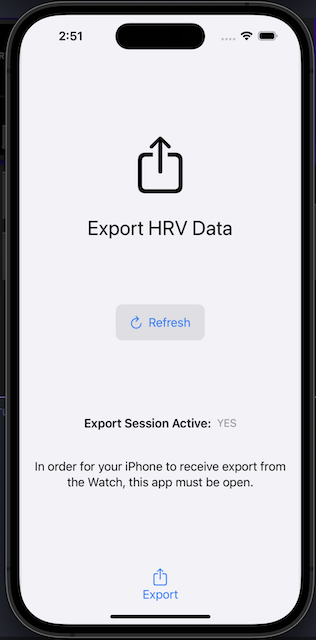 2:51
Export HRV Data
Refresh
Export Session Active: YES
In order for your iPhone to receive export from
the Watch, this app must be open.
Export